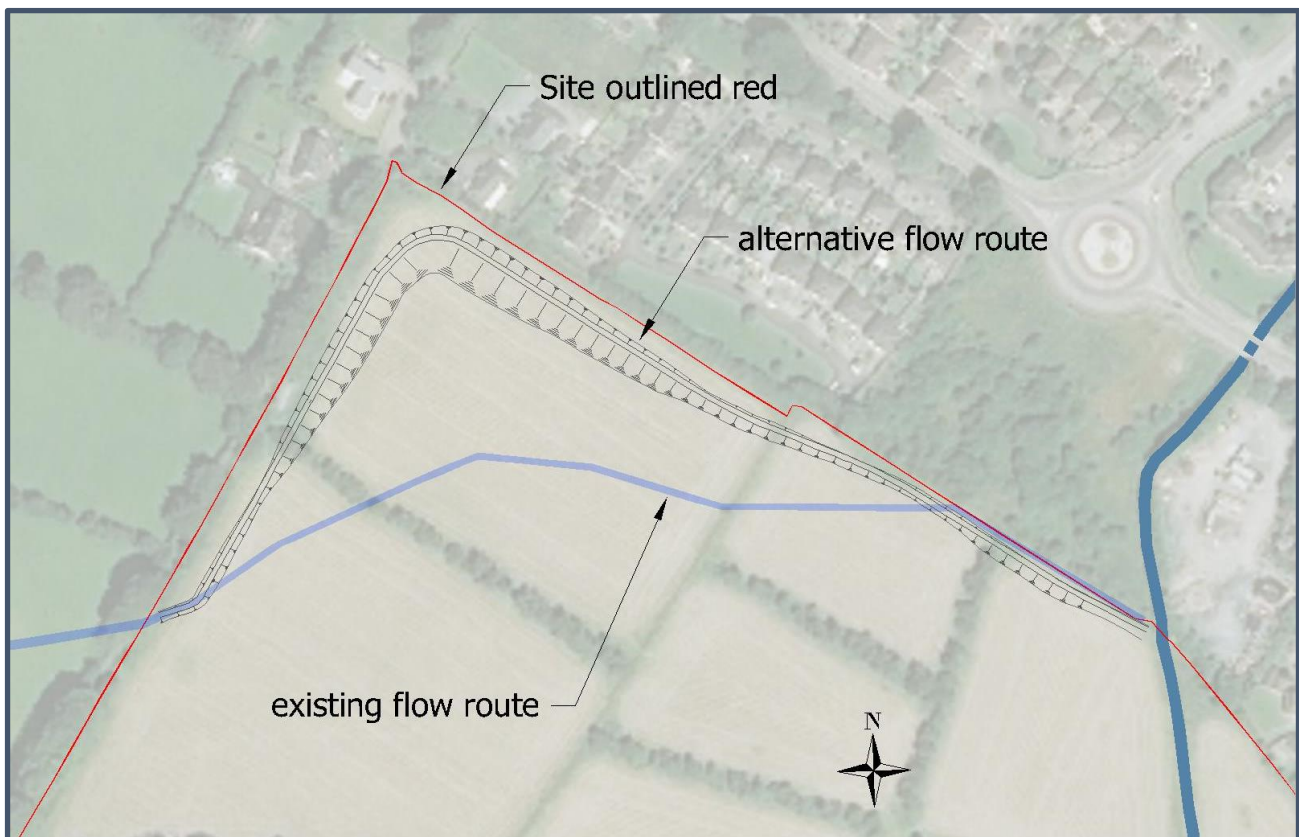 Site outlined red
alternative flow route
existing flow route
N